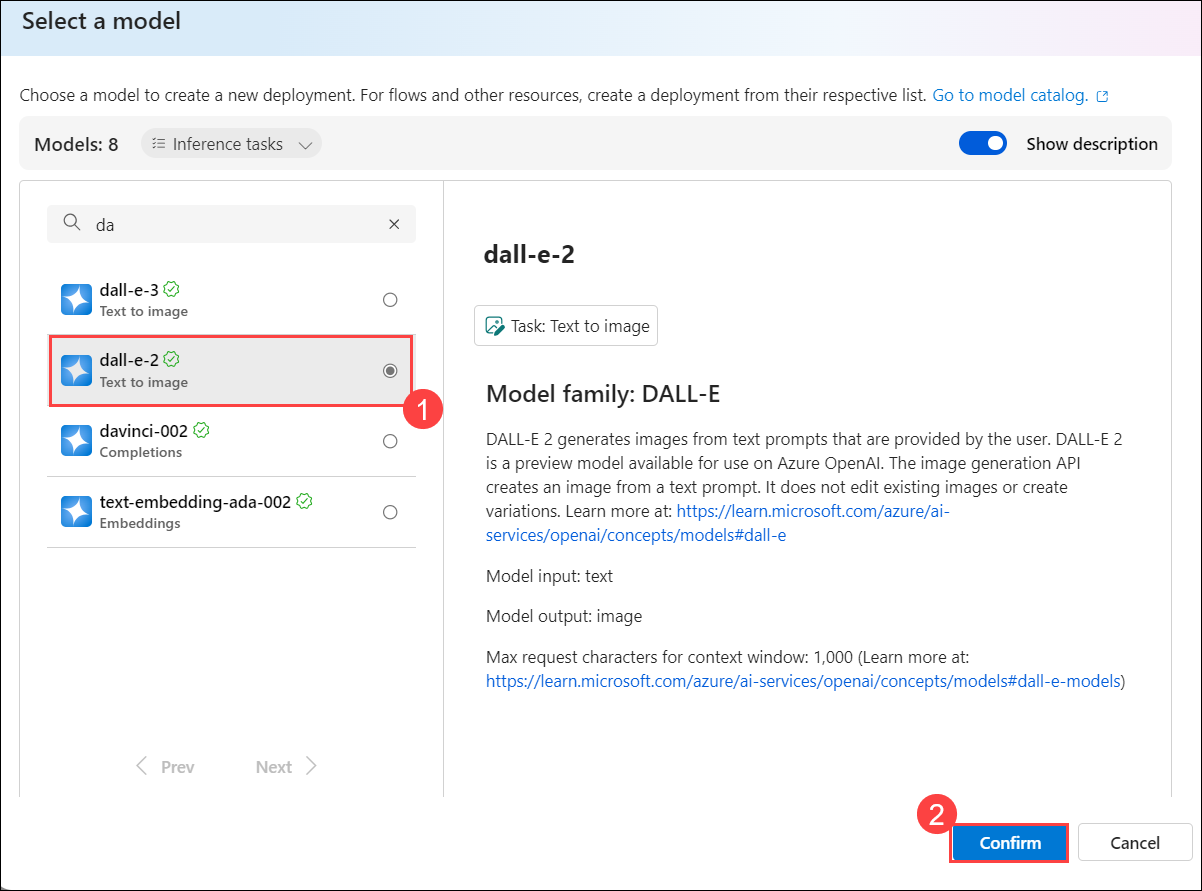 Select a model
Choose a model to create a new deployment. For flows and other resources, create a deployment from their respective list. Go to model catalog.
Models: 8
Inference tasks
Show description
da
dall-e-3
Text to image
dall-e-2
Text to image
1
davinci-002
Completions
text-embedding-ada-002
Embeddings
Prev
Next
dall-e-2
Task: Text to image
Model family: DALL-E
DALL-E 2 generates images from text prompts that are provided by the user. DALL-E 2
is a preview model available for use on Azure OpenAI. The image generation API
creates an image from a text prompt. It does not edit existing images or create
variations. Learn more at: https://learn.microsoft.com/azure/ai-
services/openai/concepts/models#dall-e
Model input: text
Model output: image
Max request characters for context window: 1,000 (Learn more at:
https://learn.microsoft.com/azure/ai-services/openai/concepts/models#dall-e-models)
2
Confirm
Cancel